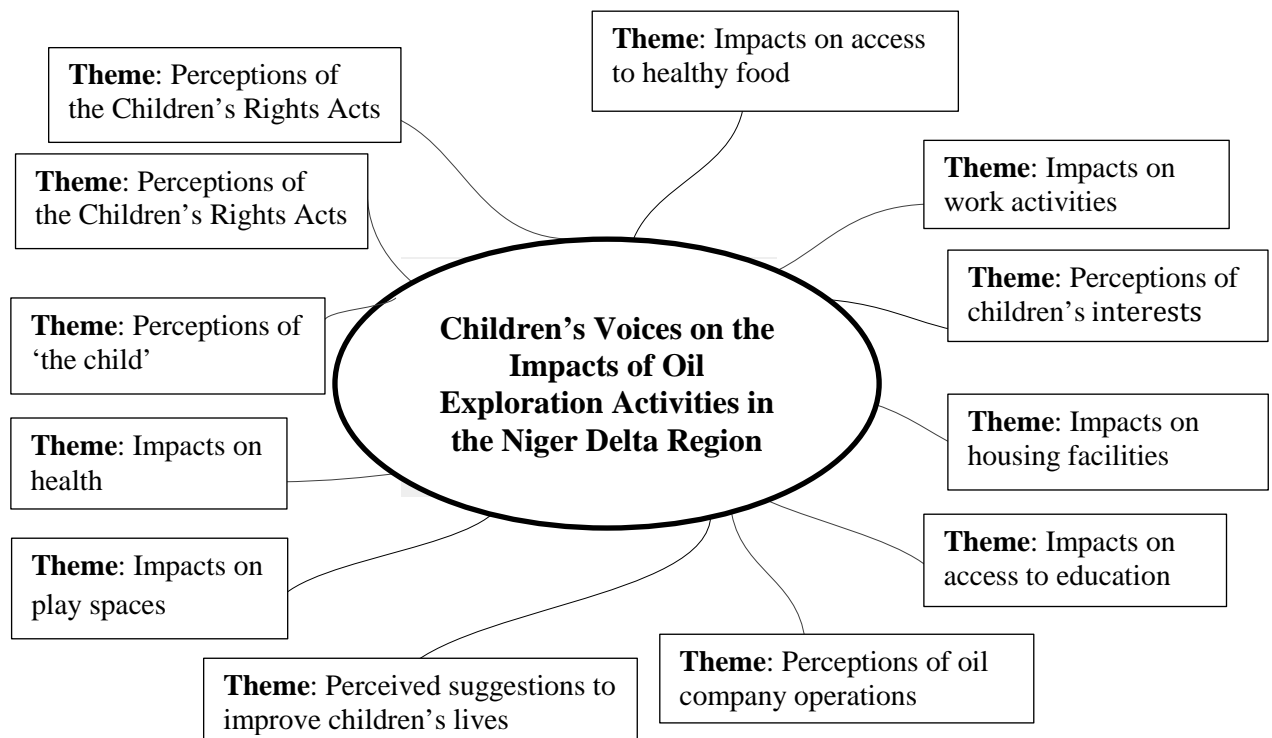 Theme: Impacts on access
to healthy food
Theme: Perceptions of
the Children's Rights Acts
Theme: Perceptions of
the Children's Rights Acts
Theme: Impacts on
work activities
Theme: Perceptions of
children's interests
Theme: Perceptions of
'the child'
Children's Voices on the
Impacts of Oil
Exploration Activities in
the Niger Delta Region
Theme: Impacts on
housing facilities
Theme: Impacts on
health
Theme: Impacts on
access to education
Theme: Impacts on
play spaces
Theme: Perceptions of oil
company operations
Theme: Perceived suggestions to
improve children's lives